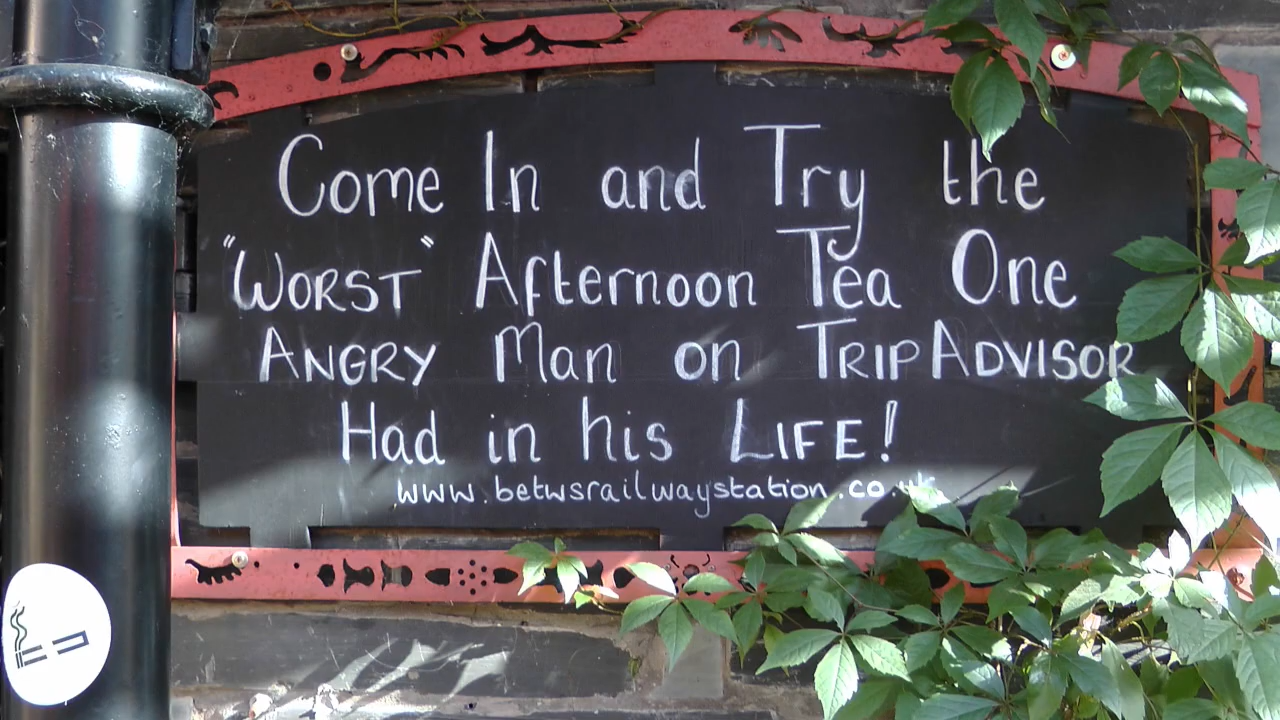 Come In and Try the
"WORST" Afternoon Tea One
ANGRY Man on TRIPADVISOR
Had in his LIFE!
www.betwsrailwaystation.co.uk